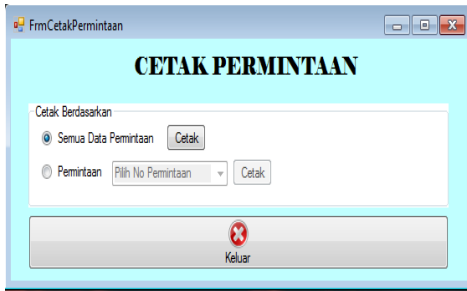 FrmCetakPermintaan
CETAK PERMINTAAN
Cetak Berdasarkan
Semua Data Permintaan Cetak
Permintaan Pilih No Permintaan Cetak
Keluar